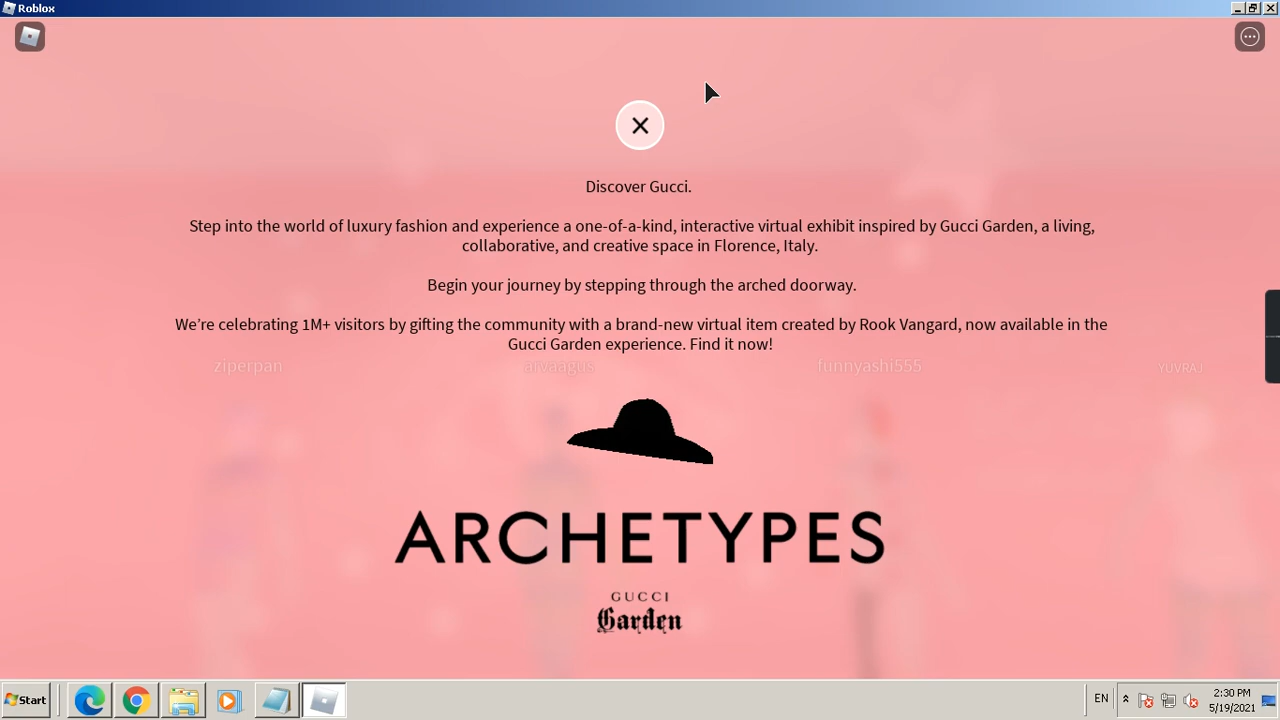 Roblox
Discover Gucci.
Step into the world of luxury fashion and experience a one-of-a-kind, interactive virtual exhibit inspired by Gucci Garden, a living,
collaborative, and creative space in Florence, Italy.
Begin your journey by stepping through the arched doorway.
We're celebrating 1M+ visitors by gifting the community with a brand-new virtual item created by Rook Vangard, now available in the
Gucci Garden experience. Find it now!
ziperpan arvaagus funnyashi555 YUVRAJ
ARCHETYPES
GUCCI
Garden
Start EN 2:30 PM
5/19/2021